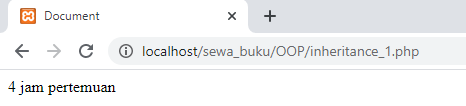 Document
localhost/sewa_buku/OOP/inheritance_1.php
4 jam pertemuan